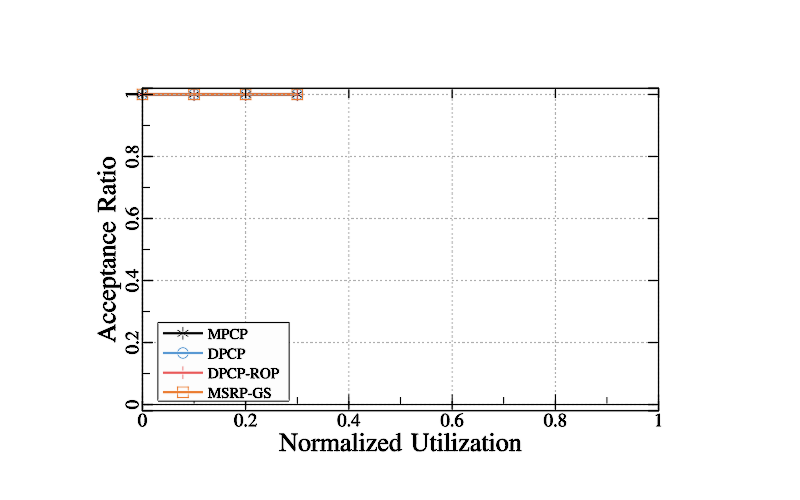 1
0.8
0.6
0.4
0.2
0
Acceptance Ratio
MPCP
DPCP
DPCP-ROP
MSRP-GS
0 0.2 0.4 0.6 0.8 1
Normalized Utilization